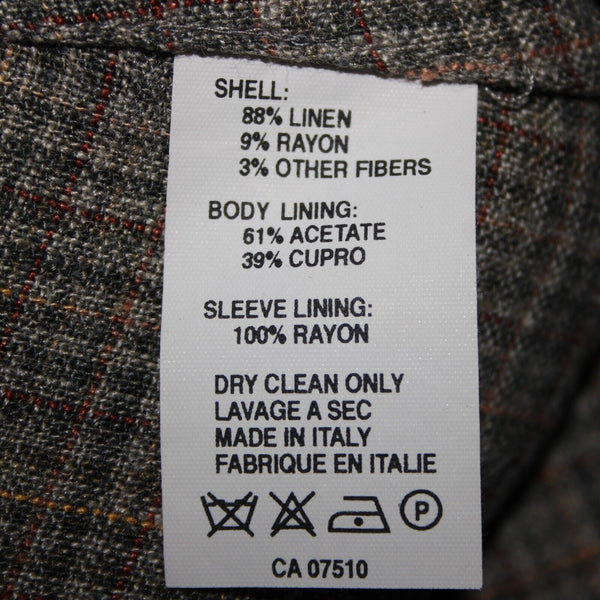 SHELL:
88% LINEN
9% RAYON
3% OTHER FIBERS
BODY LINING:
61% ACETATE
39% CUPRO
SLEEVE LINING:
100% RAYON
DRY CLEAN ONLY
LAVAGE A SEC
MADE IN ITALY
FABRIQUE EN ITALIE
P
CA 07510